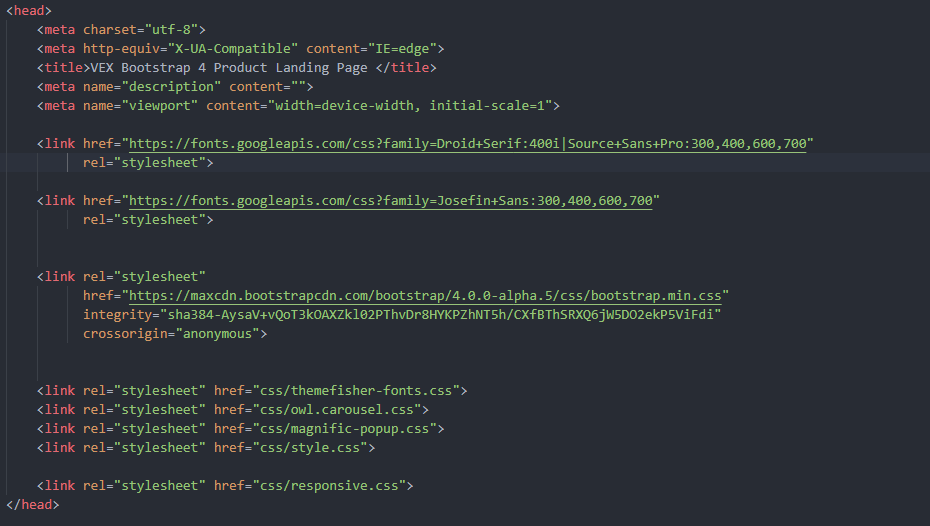 <head>
<meta charset="utf-8">
<meta http-equiv="X-UA-Compatible" content="IE=edge">
<title>VEX Bootstrap 4 Product Landing Page </title>
<meta name="description" content="">
<meta name="viewport" content="width=device-width, initial-scale=1">
<link href="https://fonts.googleapis.com/css?family=Droid+Serif:400i|Source+Sans+Pro:300,400,600,700"
rel="stylesheet">
<link href="https://fonts.googleapis.com/css?family=Josefin+Sans:300,400,600,700"
rel="stylesheet">
<link rel="stylesheet"
href="https://maxcdn.bootstrapcdn.com/bootstrap/4.0.0-alpha.5/css/bootstrap.min.css"
integrity="sha384-AysaV+vQoT3kOAXZkl02PThvDr8HYKPZhNT5h/CXfBThSRXQ6jW5DO2ekP5ViFdi"
crossorigin="anonymous">
<link rel="stylesheet" href="css/themefisher-fonts.css">
<link rel="stylesheet" href="css/owl.carousel.css">
<link rel="stylesheet" href="css/magnific-popup.css">
<link rel="stylesheet" href="css/style.css">
<link rel="stylesheet" href="css/responsive.css">
</head>